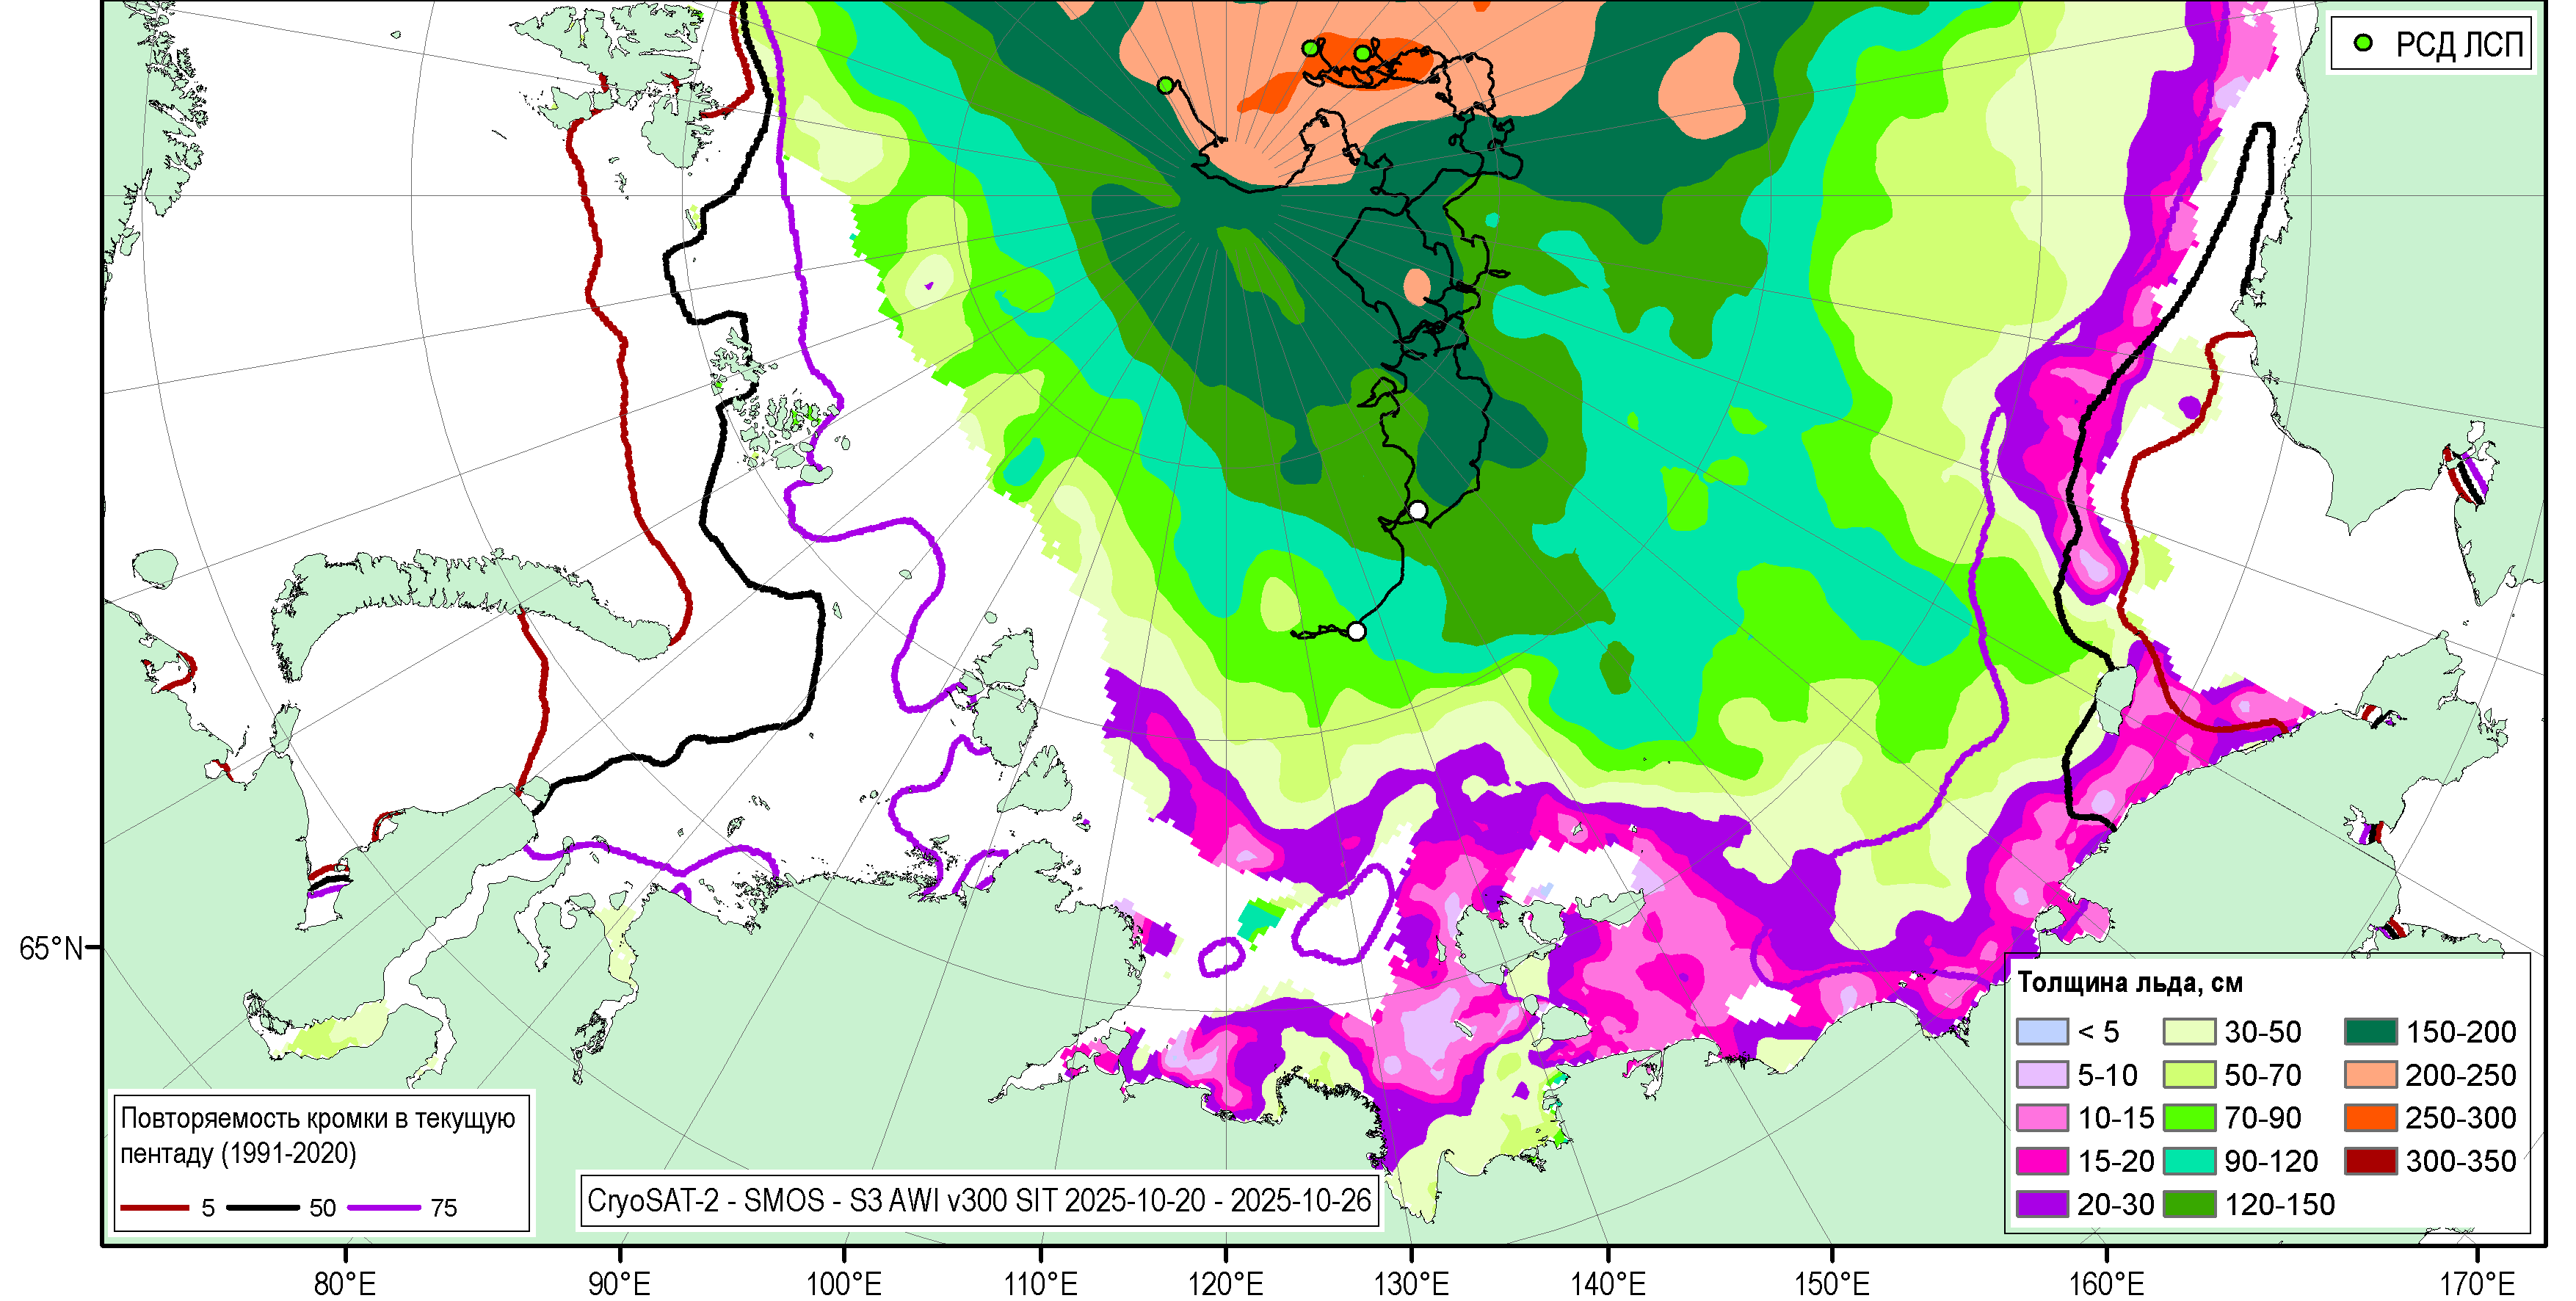 РСД ЛСП
65°N
Толщина льда, см
< 5
30-50
150-200
5-10
50-70
200-250
10-15
70-90
250-300
15-20
90-120
300-350
20-30
120-150
Повторяемость кромки в текущую
пентаду (1991-2020)
5 50 75
CryoSAT-2 - SMOS - S3 AWI v300 SIT 2025-10-20 - 2025-10-26
80°E 90°E 100°E 110°E 120°E 130°E 140°E 150°E 160°E 170°E